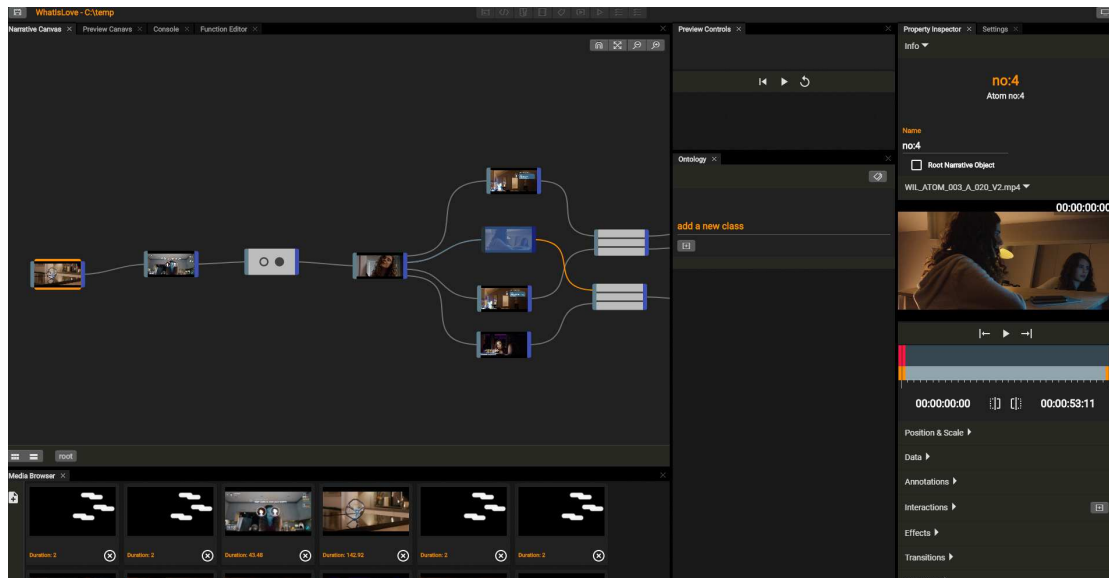 WhatIsLove - C:\temp
Narrative Canvas × Preview Canavs × Console × Function Editor ×
Preview Controls ×
Property Inspector × Settings ×
Info
no:4
Atom no:4
Name
no:4
Root Narrative Object
WIL_ATOM_003_A_020_V2.mp4
00:00:00:00
Ontology ×
add a new class
00:00:00:00 00:00:53:11
Position & Scale
Data
Annotations
Interactions
Effects
Transitions
root
Media Browser ×
Duration: 2 Duration: 2 Duration: 43.48 Duration: 142.92 Duration: 2 Duration: 2